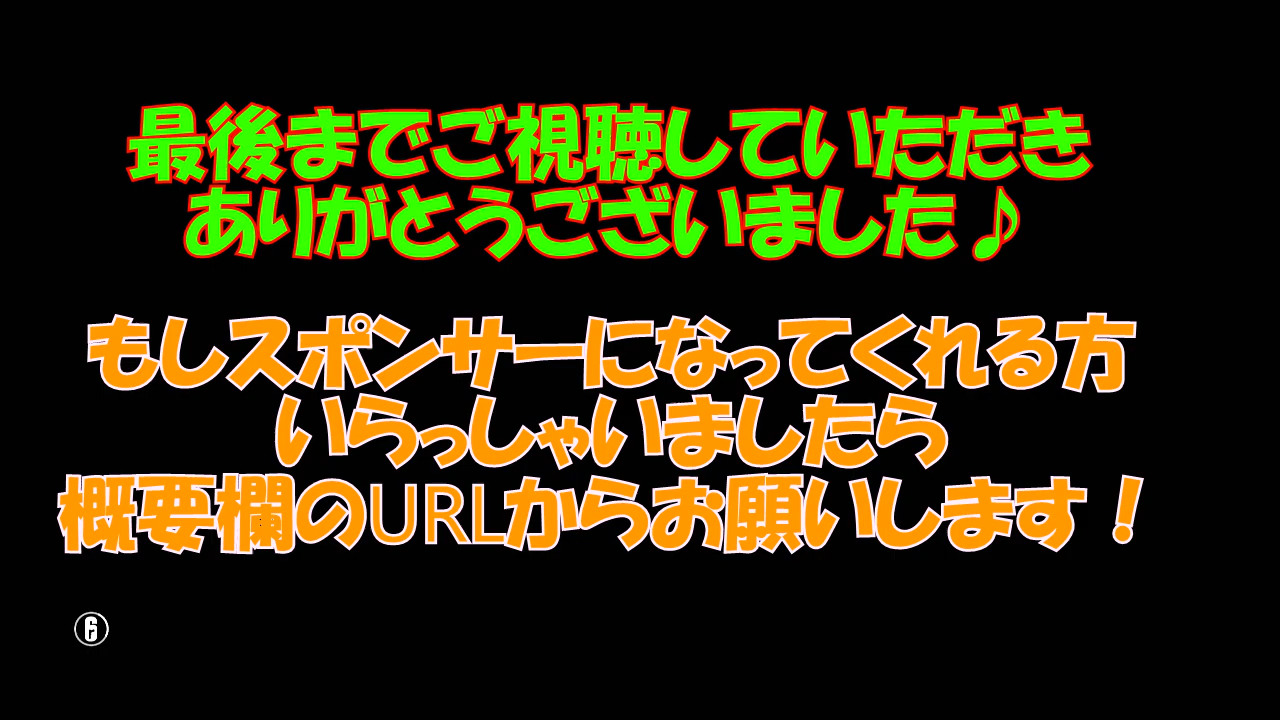 最後までご視聴していただき
ありがとうございました♪
もしスポンサーになってくれる方
いらっしゃいましたら
概要欄のURLからお願いします！
6